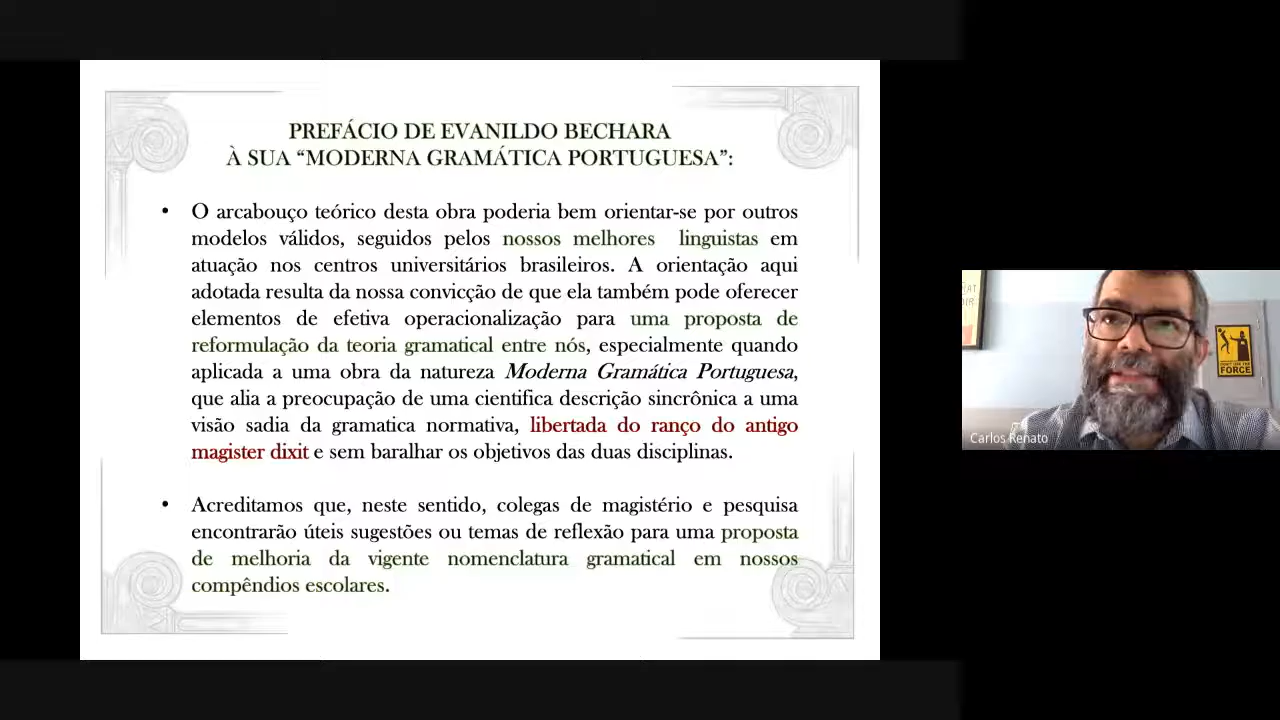 PREFÁCIO DE EVANILDO BECHARA
À SUA “MODERNA GRAMÁTICA PORTUGUESA”:
• O arcabouço teórico desta obra poderia bem orientar-se por outros
modelos válidos, seguidos pelos nossos melhores linguistas em
atuação nos centros universitários brasileiros. A orientação aqui
adotada resulta da nossa convicção de que ela também pode oferecer
elementos de efetiva operacionalização para uma proposta de
reformulação da teoria gramatical entre nós, especialmente quando
aplicada a uma obra da natureza Moderna Gramática Portuguesa,
que alia a preocupação de uma cientifica descrição sincrônica a uma
visão sadia da gramatica normativa, libertada do ranço do antigo
magister dixit e sem baralhar os objetivos das duas disciplinas.
• Acreditamos que, neste sentido, colegas de magistério e pesquisa
encontrarão úteis sugestões ou temas de reflexão para uma proposta
de melhoria da vigente nomenclatura gramatical em nossos
compêndios escolares.
FORCE
Carlos Renato